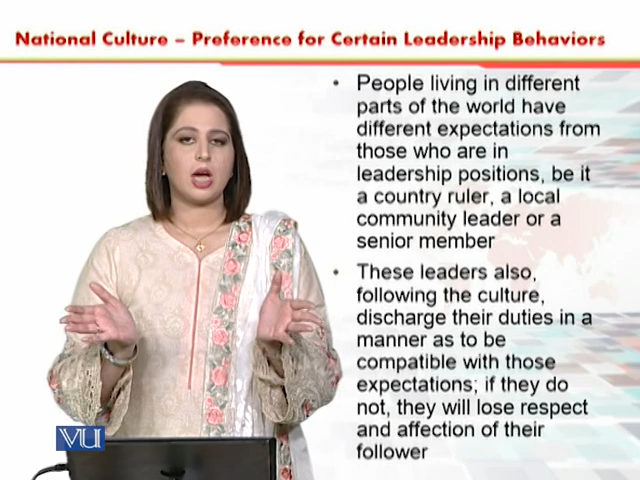 National Culture – Preference for Certain Leadership Behaviors
• People living in different
parts of the world have
different expectations from
those who are in
leadership positions, be it
a country ruler, a local
community leader or a
senior member
• These leaders also,
following the culture,
discharge their duties in a
manner as to be
compatible with those
expectations; if they do
not, they will lose respect
and affection of their
follower
VU